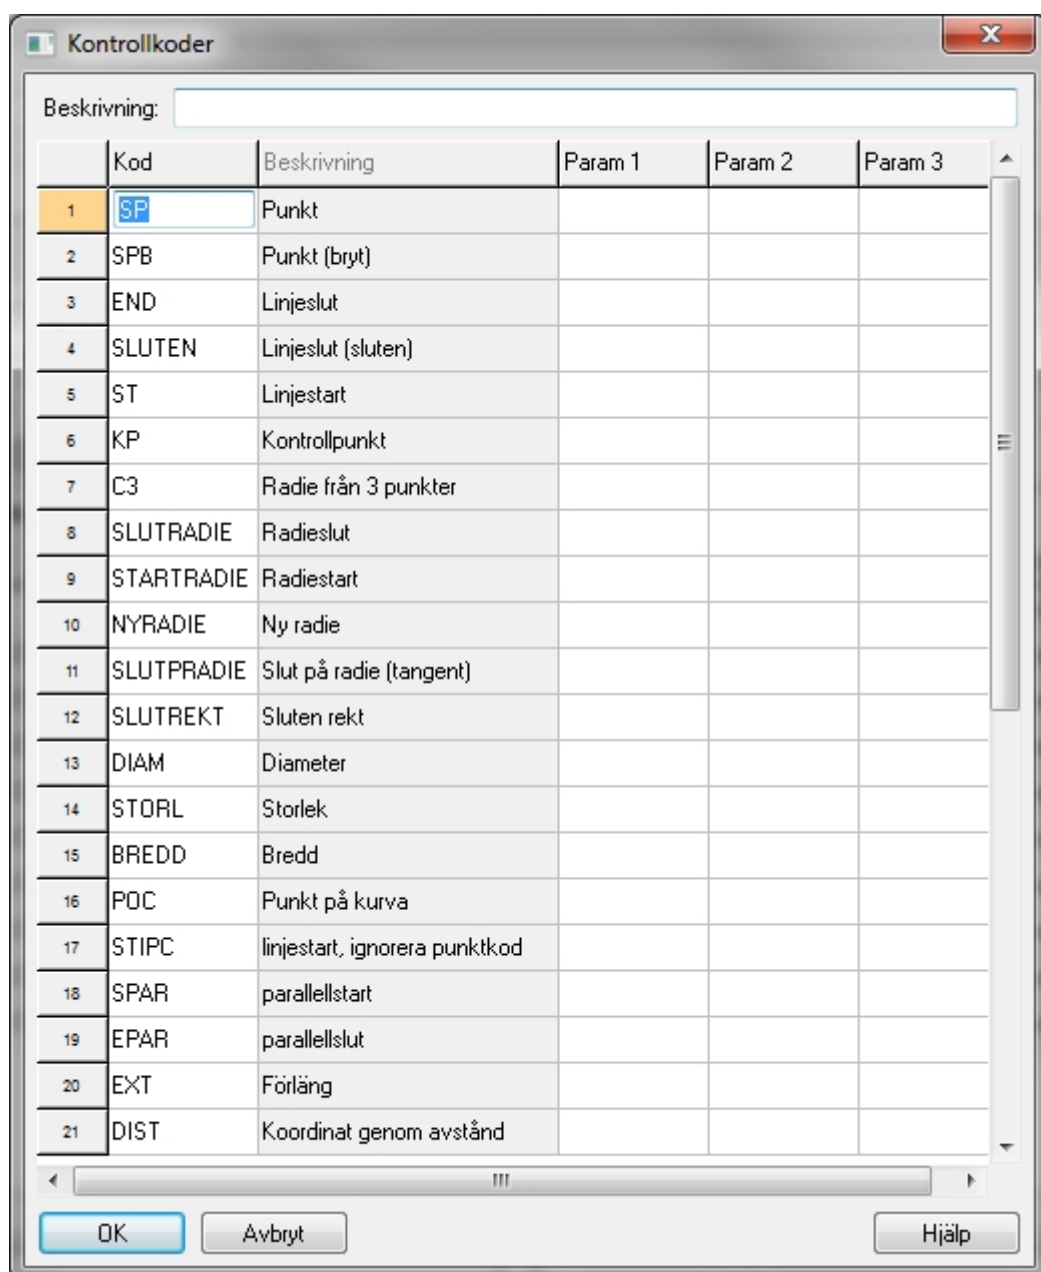 Kontrollkoder
Beskrivning:
Kod Beskrivning Param 1 Param 2 Param 3
1 SP Punkt
2 SPB Punkt (bryt)
3 END Linjeslut
4 SLUTEN Linjeslut (sluten)
5 ST Linjestart
6 KP Kontrollpunkt
7 C3 Radie från 3 punkter
8 SLUTRADIE Radieslut
9 STARTRADIE Radiestart
10 NYRADIE Ny radie
11 SLUTPRADIE Slut på radie (tangent)
12 SLUTREKT Sluten rekt
13 DIAM Diameter
14 STORL Storlek
15 BREDD Bredd
16 POC Punkt på kurva
17 STIPC linjestart, ignorera punktkod
18 SPAR parallellstart
19 EPAR parallellslut
20 EXT Förläng
21 DIST Koordinat genom avstånd
OK Avbryt Hjälp